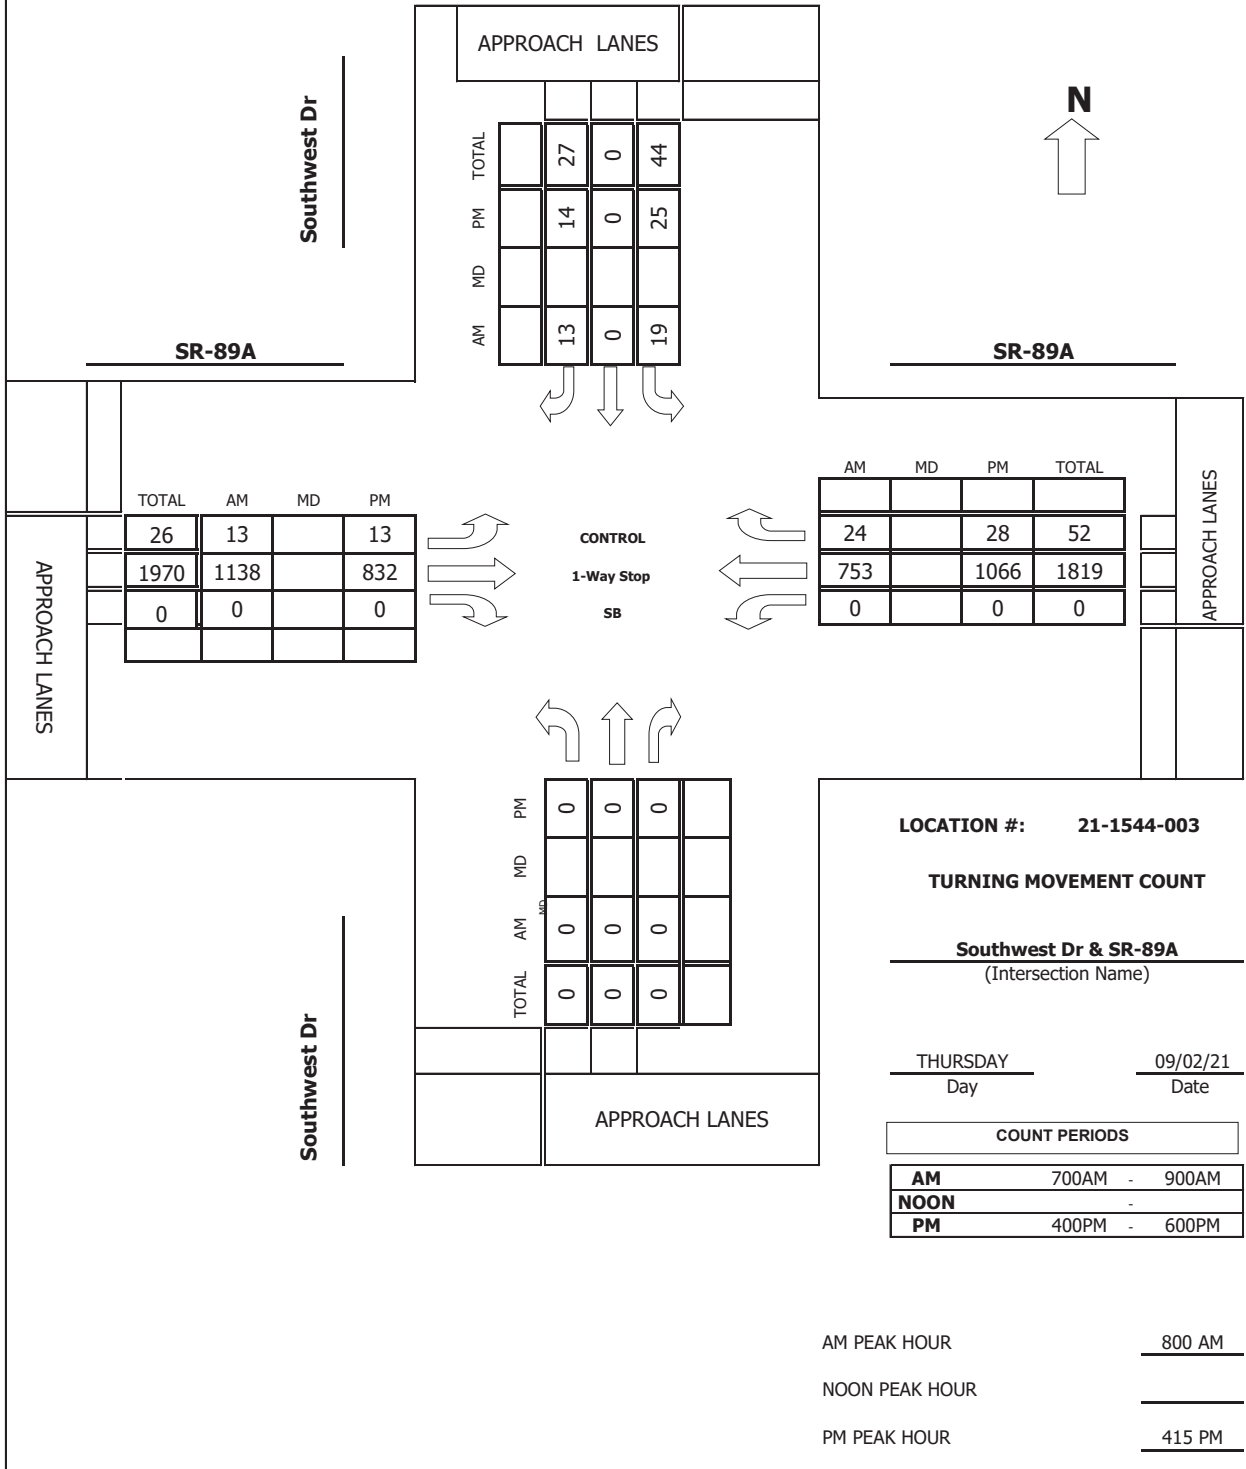 APPROACH LANES
N
Southwest Dr
TOTAL 27 0 44
PM 14 0 25
MD
AM 13 0 19
SR-89A
SR-89A
AM MD PM TOTAL
24 28 52
753 1066 1819
0 0 0
APPROACH LANES
TOTAL AM MD PM
26 13 13
1970 1138 832
0 0 0
APPROACH LANES
CONTROL
1-Way Stop
SB
PM 0 0 0
MD
MD
AM 0 0 0
TOTAL 0 0 0
Southwest Dr
APPROACH LANES
LOCATION #: 21-1544-003
TURNING MOVEMENT COUNT
Southwest Dr & SR-89A
(Intersection Name)
THURSDAY 09/02/21
Day Date
COUNT PERIODS
AM 700AM - 900AM
NOON -
PM 400PM - 600PM
AM PEAK HOUR 800 AM
NOON PEAK HOUR
PM PEAK HOUR 415 PM